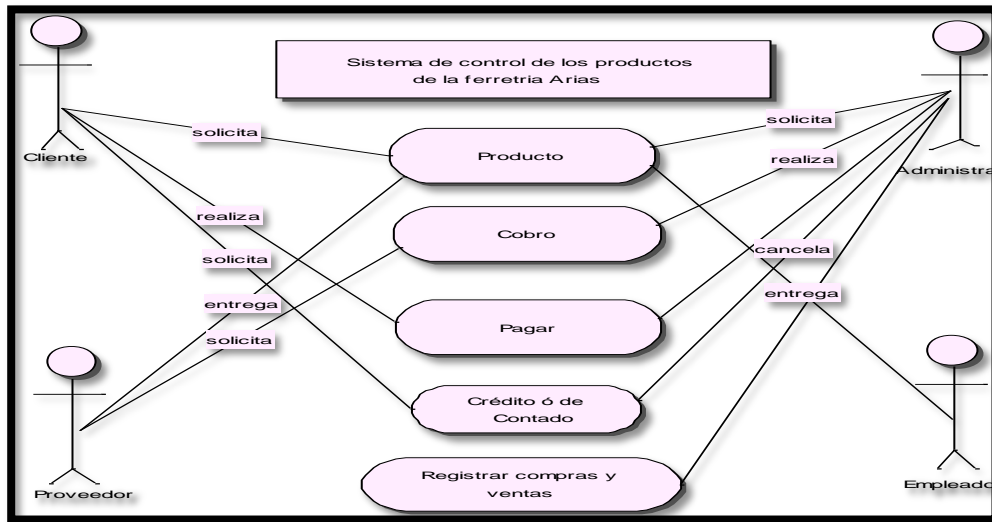 Sistema de control de los productos
de la ferretria Arias
solicita
solicita
Cliente
Producto
realiza
Administra
realiza
Cobro
cancela
solicita
entrega
entrega
Pagar
solicita
Crédito ó de
Contado
Registrar compras y
ventas
Proveedor
Empleado